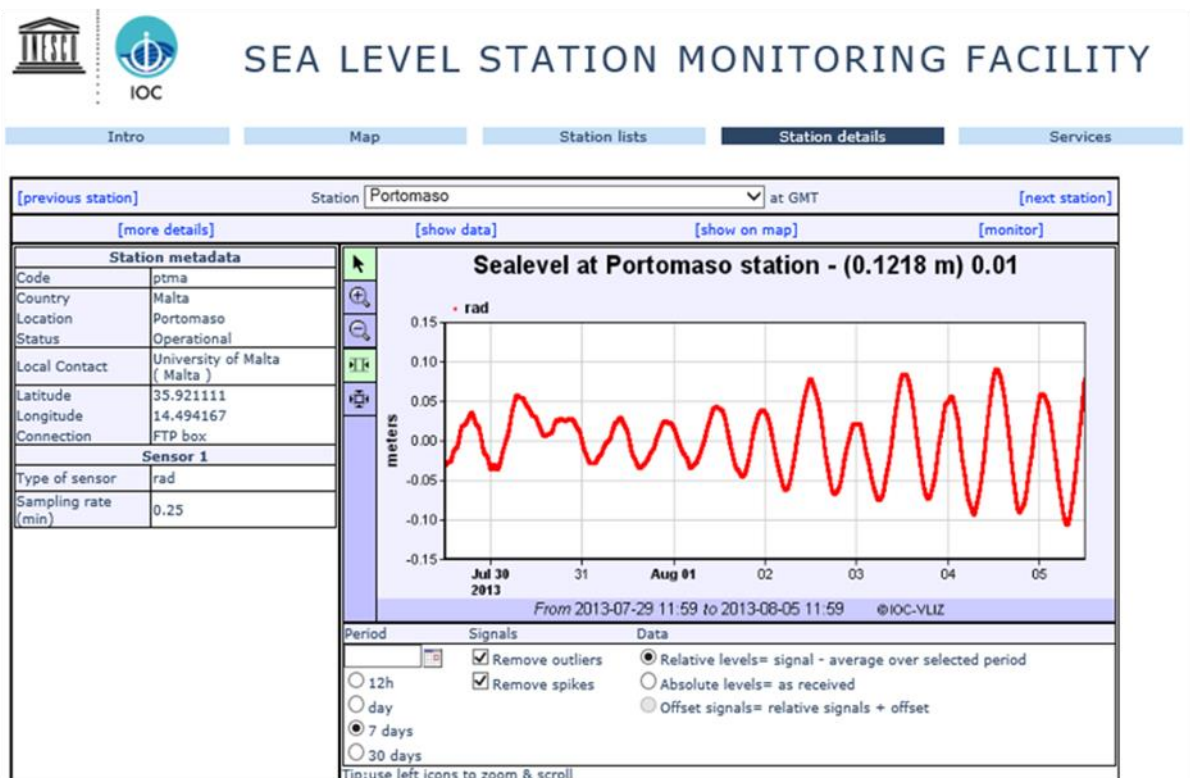 UNESCO
IOC
SEA LEVEL STATION MONITORING FACILITY
Intro Map Station lists Station details Services
[previous station] Station Portomaso at GMT [next station]
[more details] [show data] [show on map] [monitor]
Station metadata
Code ptma
Country Malta
Location Portomaso
Status Operational
Local Contact University of Malta
( Malta )
Latitude 35.921111
Longitude 14.494167
Connection FTP box
Sensor 1
Type of sensor rad
Sampling rate
(min) 0.25
Sealevel at Portomaso station - (0.1218 m) 0.01
rad
meters
0.15
0.10
0.05
0.00
-0.05
-0.10
-0.15
Jul 30 31 Aug 01 02 03 04 05
2013
From 2013-07-29 11:59 to 2013-08-05 11:59 ©IOC-VLIZ
Period Signals Data
Remove outliers Relative levels= signal - average over selected period
12h Remove spikes Absolute levels= as received
day Offset signals= relative signals + offset
7 days
30 days
Tip:use left icons to zoom & scroll